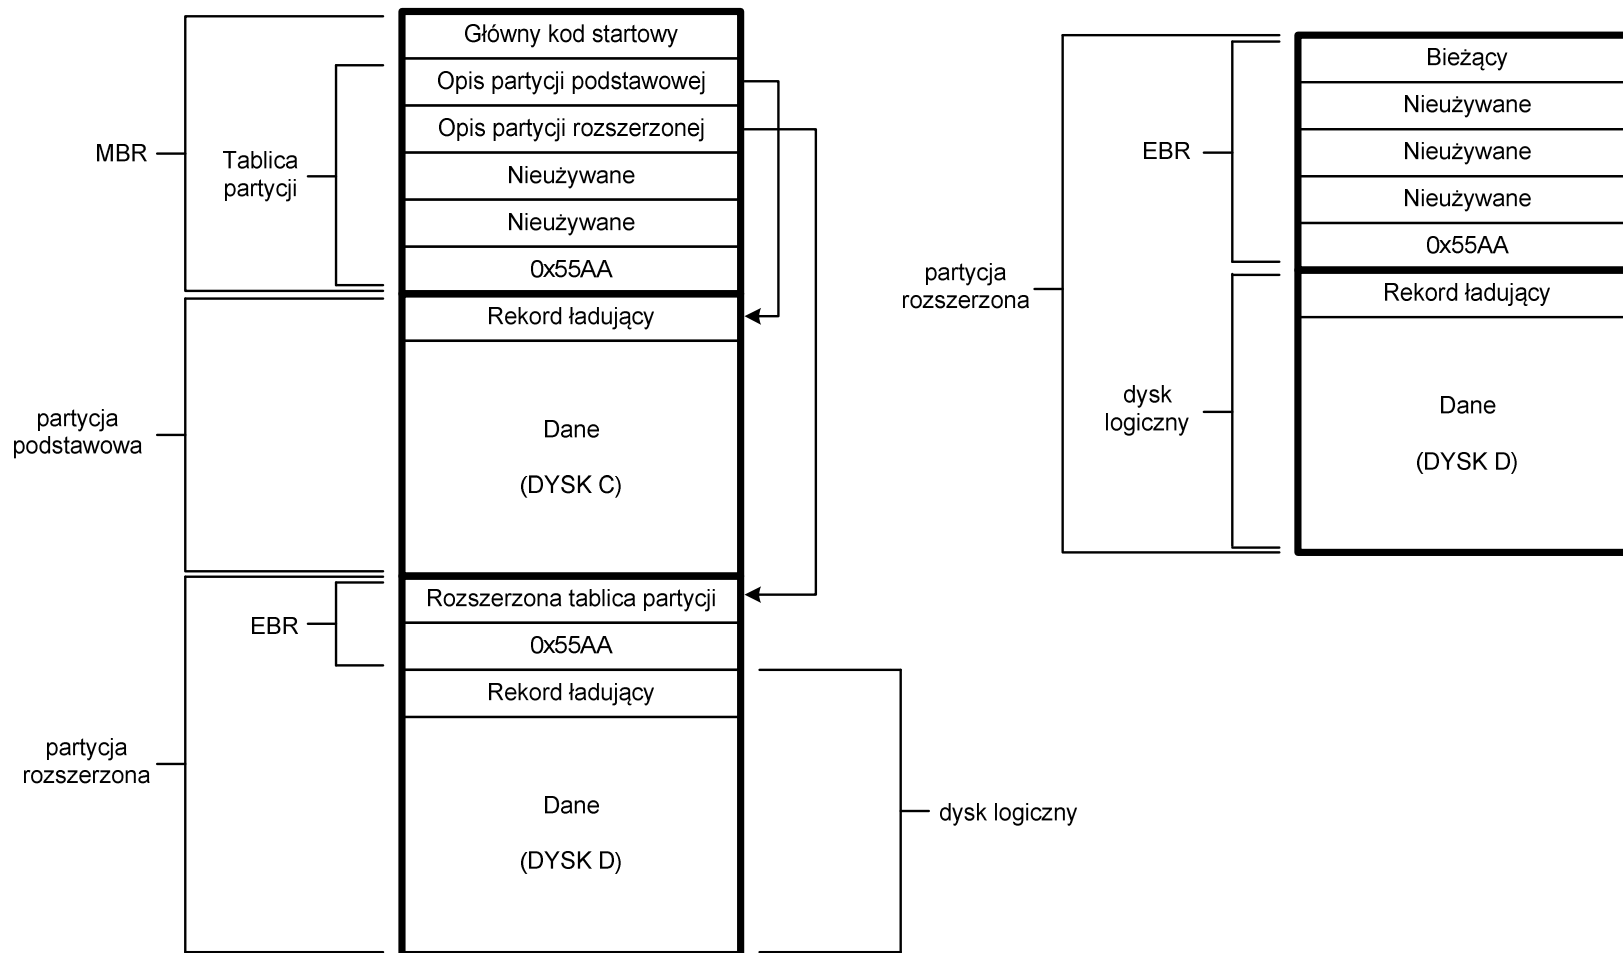 Główny kod startowy
Opis partycji podstawowej
Opis partycji rozszerzonej
MBR
Tablica
partycji
Nieużywane
Nieużywane
0x55AA
Rekord ładujący
partycja
podstawowa
Dane
(DYSK C)
Rozszerzona tablica partycji
EBR
0x55AA
Rekord ładujący
partycja
rozszerzona
Dane
(DYSK D)
dysk logiczny
Bieżący
Nieużywane
EBR
Nieużywane
Nieużywane
0x55AA
partycja
rozszerzona
Rekord ładujący
dysk
logiczny
Dane
(DYSK D)